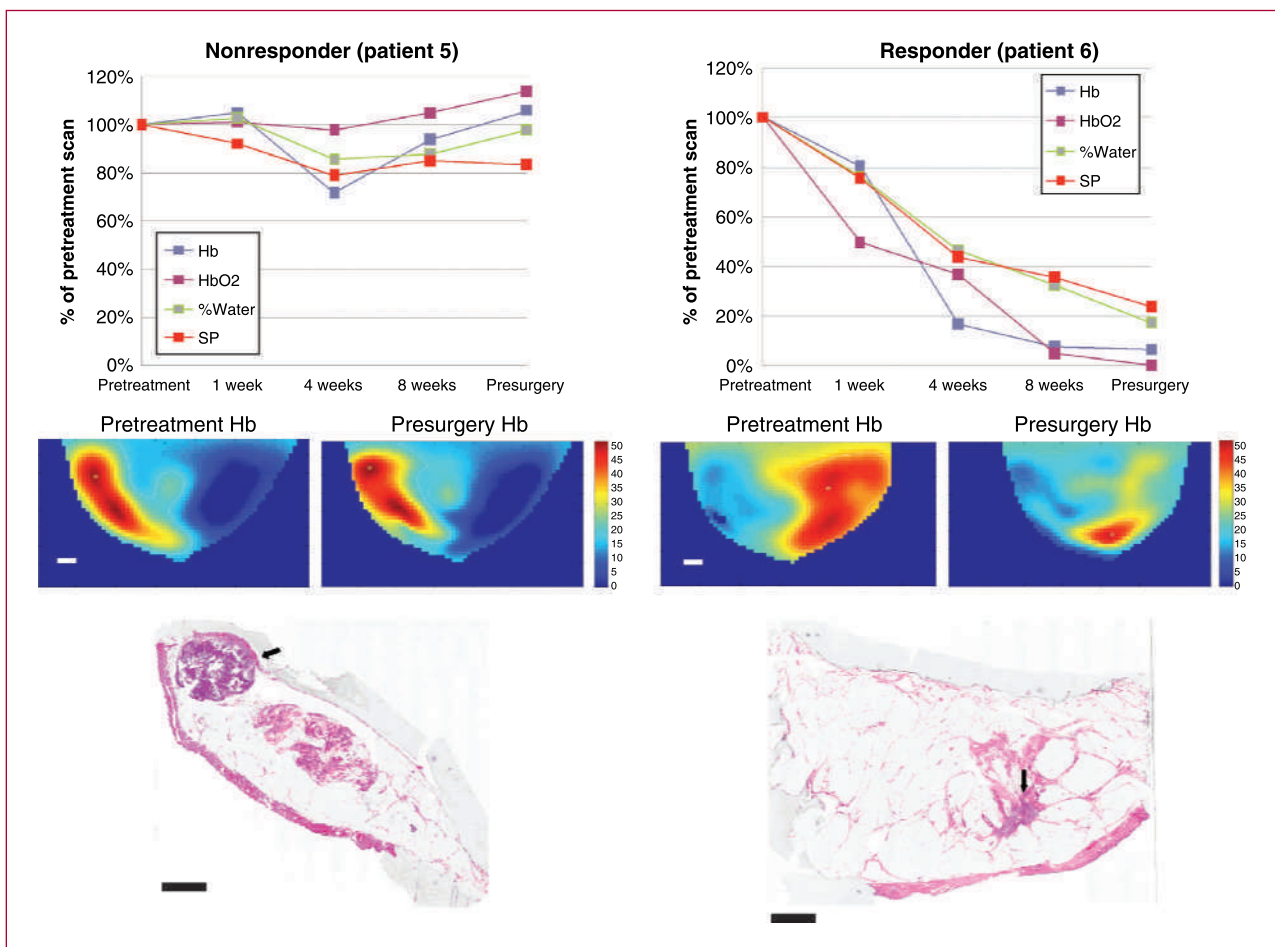 Nonresponder (patient 5)
120%
100%
80%
60%
40%
20%
0%
% of pretreatment scan
Hb
HbO2
%Water
SP
Pretreatment 1 week 4 weeks 8 weeks Presurgery
Responder (patient 6)
120%
100%
80%
60%
40%
20%
0%
% of pretreatment scan
Hb
HbO2
%Water
SP
Pretreatment 1 week 4 weeks 8 weeks Presurgery
Pretreatment Hb
Presurgery Hb
50
45
40
35
30
25
20
15
10
5
0
Pretreatment Hb
Presurgery Hb
50
45
40
35
30
25
20
15
10
5
0